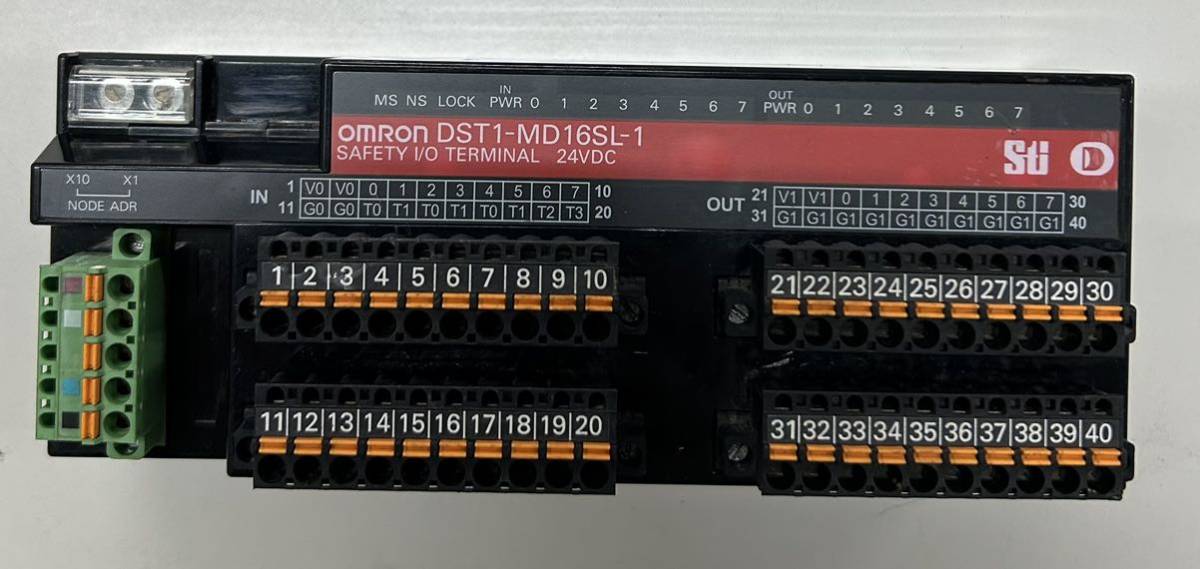 MS NS LOCK IN PWR 0 1 2 3 4 5 6 7 OUT PWR 0 1 2 3 4 5 6 7
omron DST1-MD16SL-1
SAFETY I/O TERMINAL 24VDC
Sti D
X10 X1
NODE ADR
IN 1 V0 V0 0 1 2 3 4 5 6 7 10
11 G0 G0 T0 T1 T0 T1 T0 T1 T2 T3 20
OUT 21 V1 V1 0 1 2 3 4 5 6 7 30
31 G1 G1 G1 G1 G1 G1 G1 G1 G1 G1 40
1 2 3 4 5 6 7 8 9 10
21 22 23 24 25 26 27 28 29 30
11 12 13 14 15 16 17 18 19 20
31 32 33 34 35 36 37 38 39 40